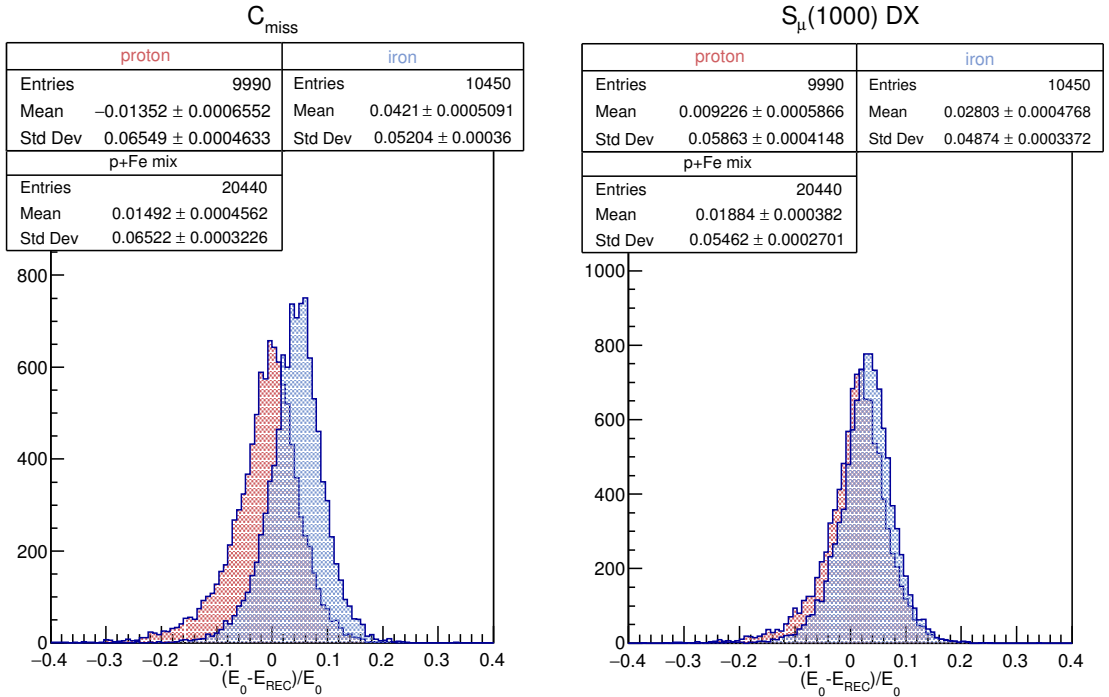 C_miss
proton iron
Entries 9990 Entries 10450
Mean −0.01352 ± 0.0006552 Mean 0.0421 ± 0.0005091
Std Dev 0.06549 ± 0.0004633 Std Dev 0.05204 ± 0.00036
p+Fe mix
Entries 20440
Mean 0.01492 ± 0.0004562
Std Dev 0.06522 ± 0.0003226
800
600
400
200
0
−0.4 −0.3 −0.2 −0.1 0 0.1 0.2 0.3 0.4
(E_0-E_REC)/E_0
S_μ(1000) DX
proton iron
Entries 9990 Entries 10450
Mean 0.009226 ± 0.0005866 Mean 0.02803 ± 0.0004768
Std Dev 0.05863 ± 0.0004148 Std Dev 0.04874 ± 0.0003372
p+Fe mix
Entries 20440
Mean 0.01884 ± 0.000382
Std Dev 0.05462 ± 0.0002701
1000
800
600
400
200
0
−0.4 −0.3 −0.2 −0.1 0 0.1 0.2 0.3 0.4
(E_0-E_REC)/E_0